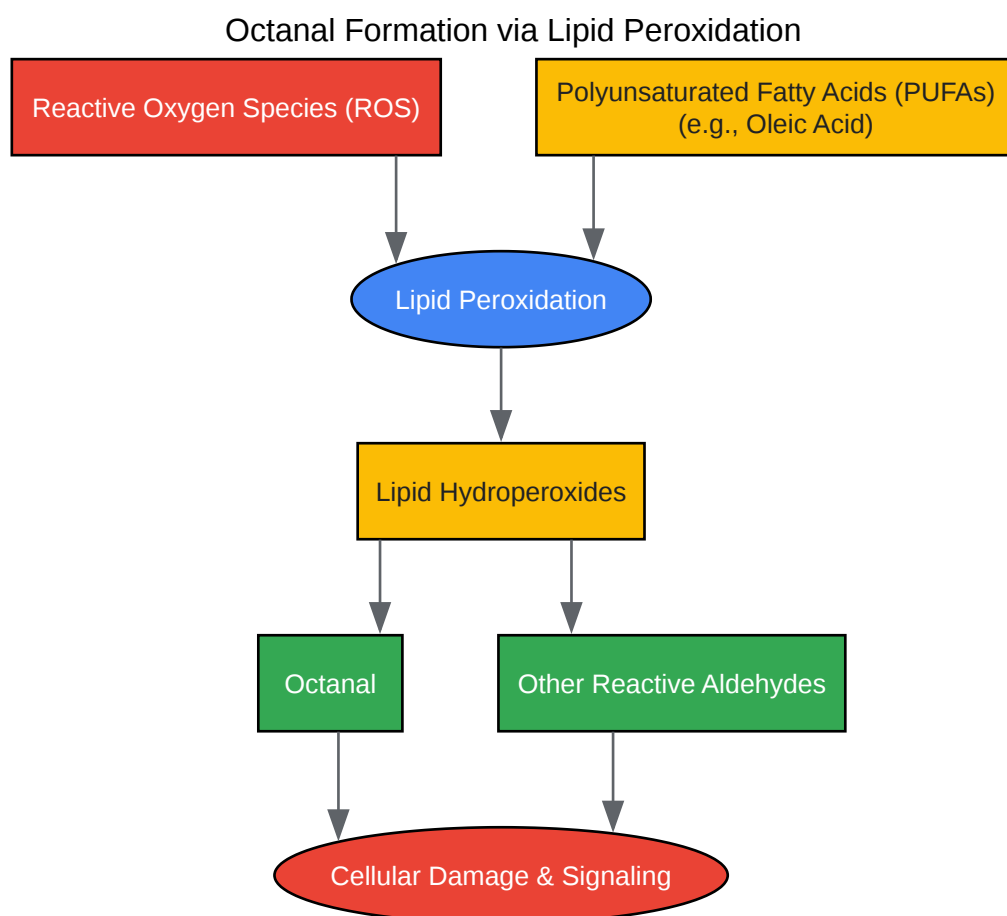 Octanal Formation via Lipid Peroxidation
Reactive Oxygen Species (ROS)
Polyunsaturated Fatty Acids (PUFAs)
(e.g., Oleic Acid)
Lipid Peroxidation
Lipid Hydroperoxides
Octanal
Other Reactive Aldehydes
Cellular Damage & Signaling